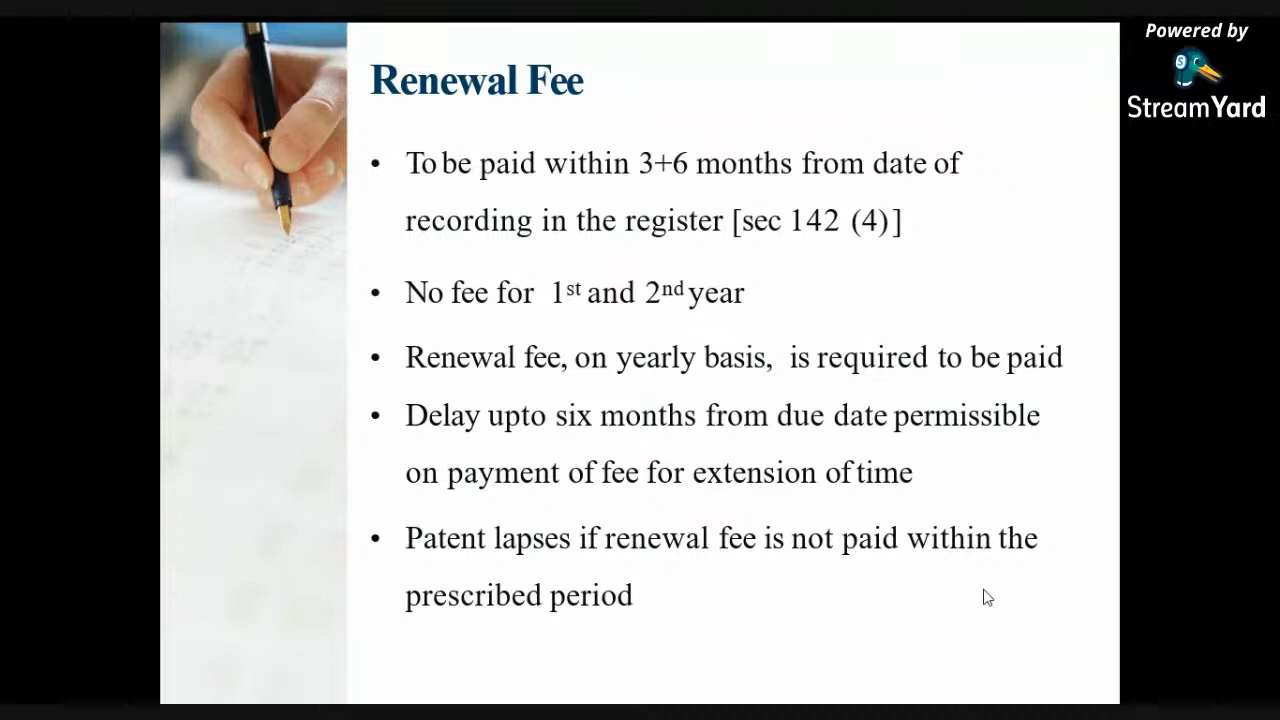 Powered by
StreamYard
Renewal Fee
• To be paid within 3+6 months from date of
recording in the register [sec 142 (4)]
• No fee for 1st and 2nd year
• Renewal fee, on yearly basis, is required to be paid
• Delay upto six months from due date permissible
on payment of fee for extension of time
• Patent lapses if renewal fee is not paid within the
prescribed period